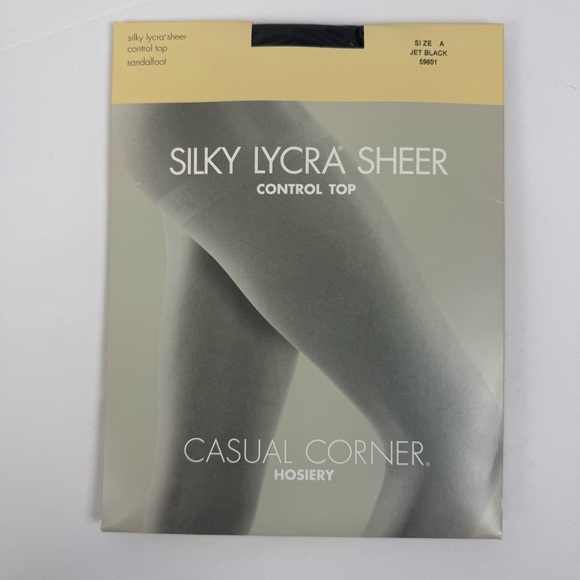 silky lycra® sheer
control top
sandalfoot
SIZE A
JET BLACK
59601
SILKY LYCRA® SHEER
CONTROL TOP
CASUAL CORNER®
HOSIERY